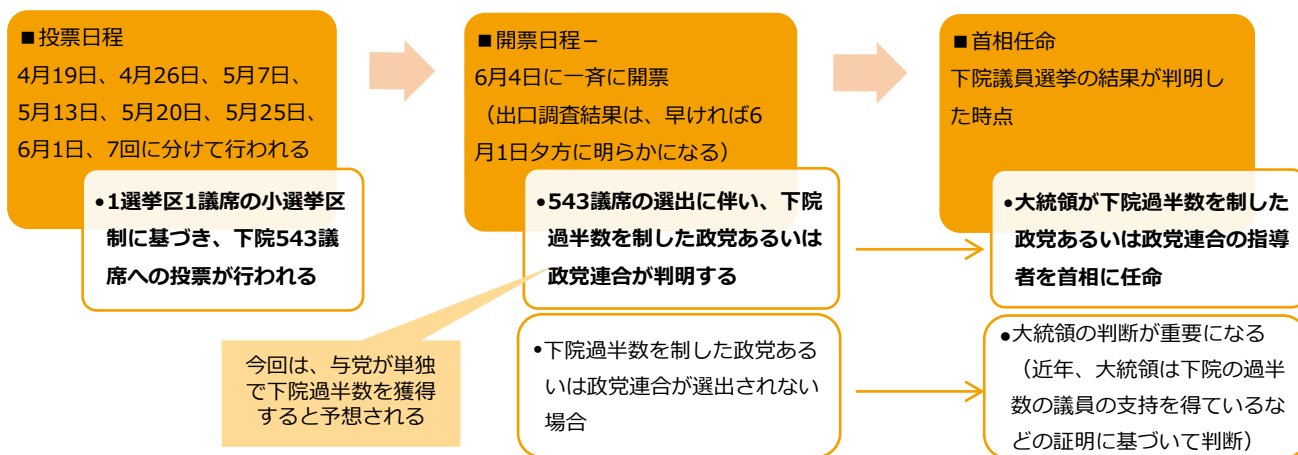 ■投票日程
4月19日、4月26日、5月7日、
5月13日、5月20日、5月25日、
6月1日、7回に分けて行われる
•1選挙区1議席の小選挙区
制に基づき、下院543議
席への投票が行われる
■開票日程－
6月4日に一斉に開票
（出口調査結果は、早ければ6
月1日夕方に明らかになる）
•543議席の選出に伴い、下院
過半数を制した政党あるいは
政党連合が判明する
今回は、与党が単独
で下院過半数を獲得
すると予想される
•下院過半数を制した政党ある
いは政党連合が選出されない
場合
■首相任命
下院議員選挙の結果が判明し
た時点
•大統領が下院過半数を制した
政党あるいは政党連合の指導
者を首相に任命
•大統領の判断が重要になる
（近年、大統領は下院の過半
数の議員の支持を得ているな
どの証明に基づいて判断）